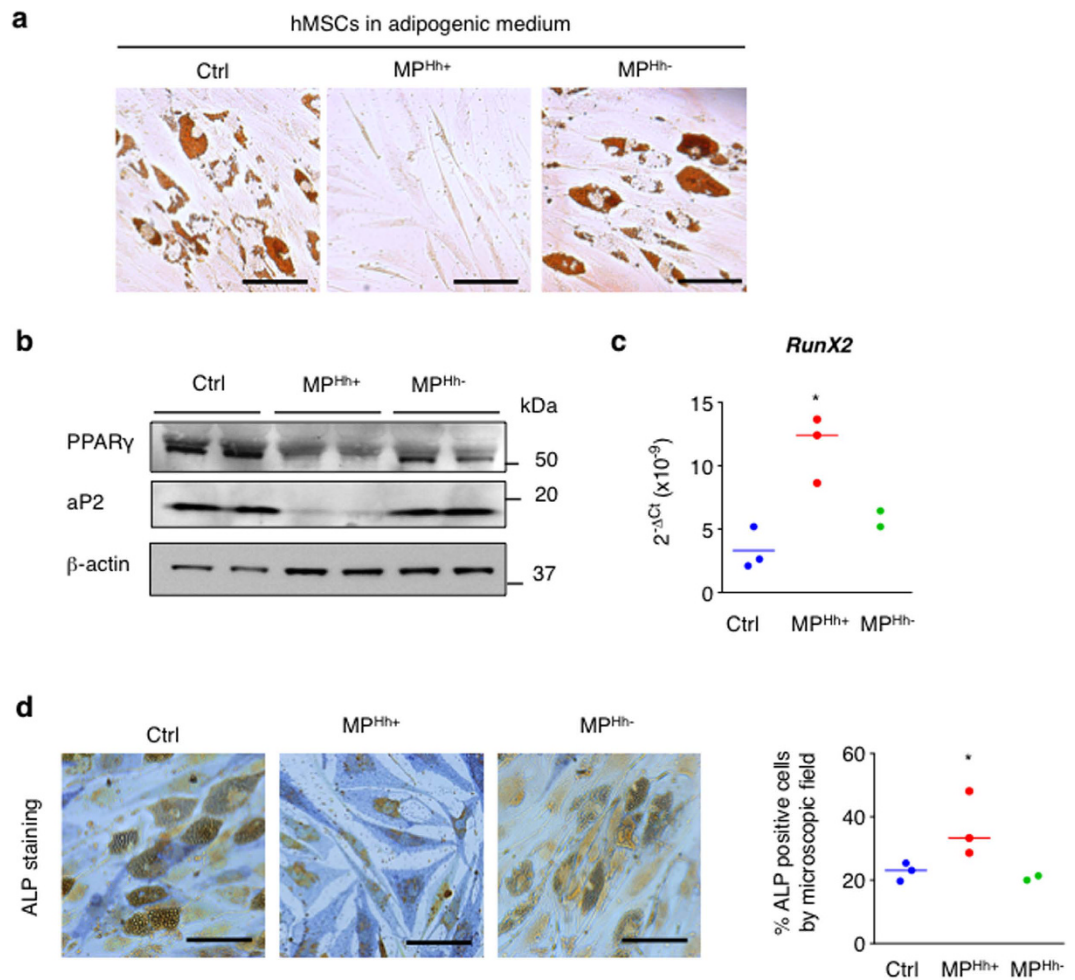 a
hMSCs in adipogenic medium
Ctrl MP^Hh+ MP^Hh-
b
Ctrl MP^Hh+ MP^Hh-
kDa
PPARγ
50
aP2
20
β-actin
37
c
RunX2
*
2^-ΔCt (x10^-9)
15
10
5
0
Ctrl MP^Hh+ MP^Hh-
d
Ctrl MP^Hh+ MP^Hh-
ALP staining
% ALP positive cells
by microscopic field
*
60
40
20
0
Ctrl MP^Hh+ MP^Hh-